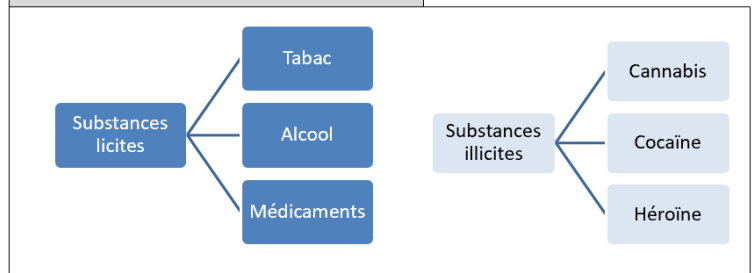 Substances
licites
Tabac
Alcool
Médicaments
Substances
illicites
Cannabis
Cocaïne
Héroïne